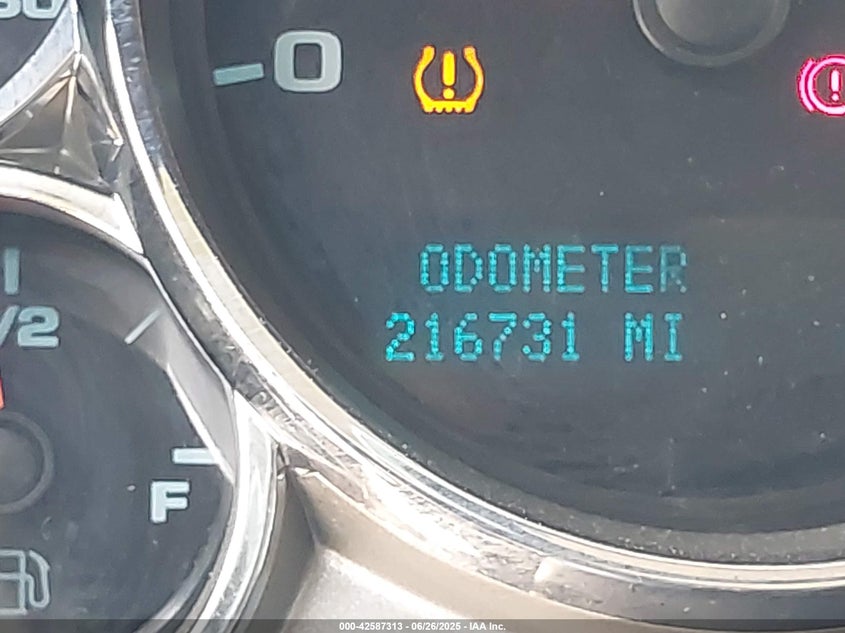 0
ODOMETER
216731 MI
1/2
F
000-42587313 - 06/26/2025 - IAA Inc.